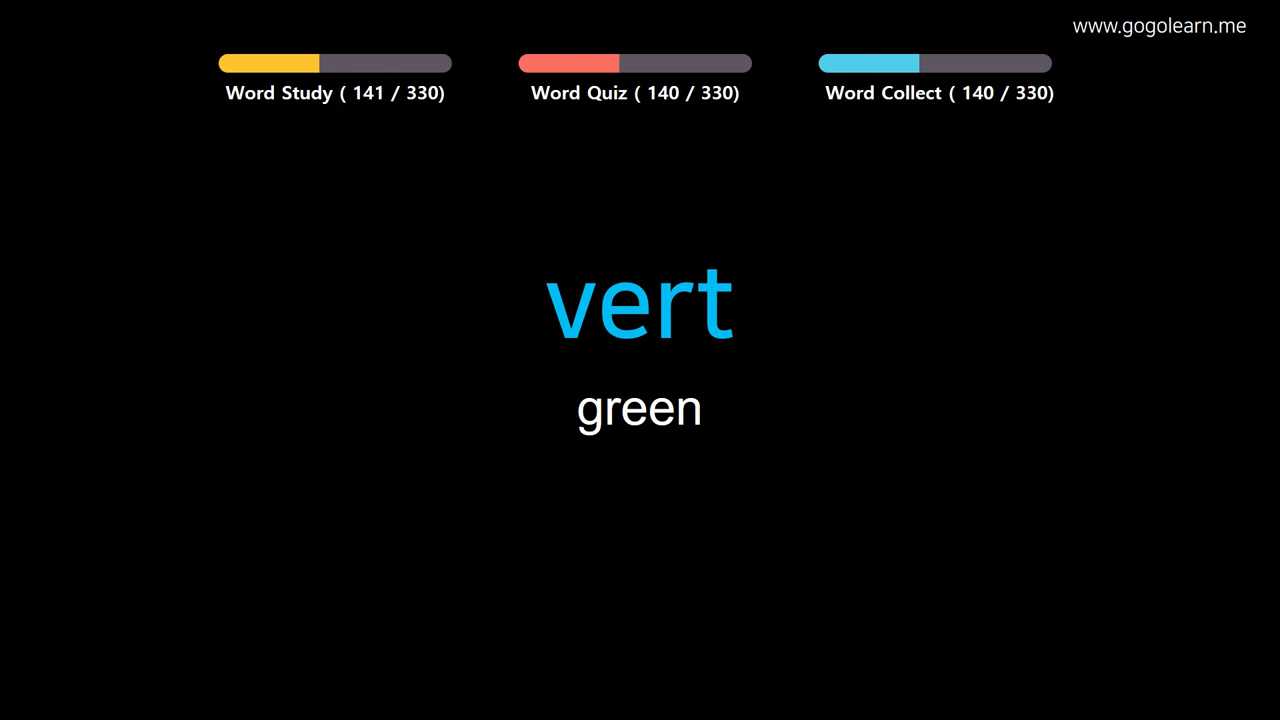 www.gogolearn.me
Word Study ( 141 / 330)
Word Quiz ( 140 / 330)
Word Collect ( 140 / 330)
vert
green